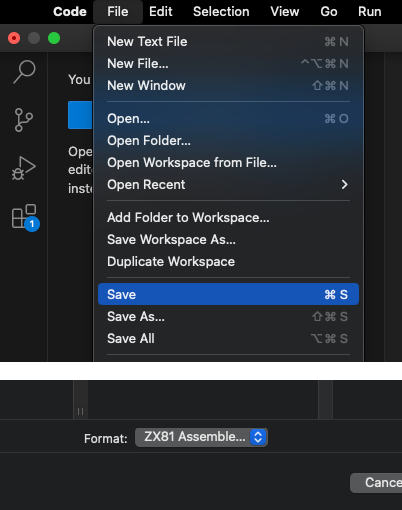 Code File Edit Selection View Go Run
New Text File ⌘ N
New File... ⌃⌥⌘ N
You
New Window ⇧⌘ N
Open... ⌘ O
Open Folder...
Ope
Open Workspace from File...
edit
Open Recent
inste
Add Folder to Workspace...
Save Workspace As...
1
Duplicate Workspace
Save ⌘ S
Save As... ⇧⌘ S
Save All ⌥⌘ S
Format: ZX81 Assemble...
Cance